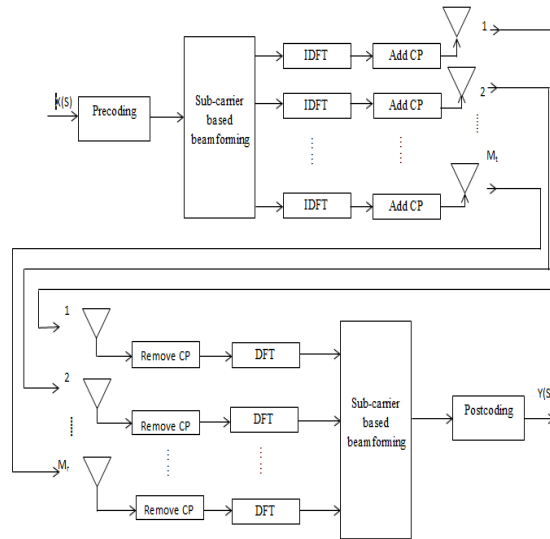 X(S)
Precoding
Sub-carrier
based
beam forming
IDFT
Add CP
1
IDFT
Add CP
2
IDFT
Add CP
Mt
1
Remove CP
DFT
2
Remove CP
DFT
Mr
Remove CP
DFT
Sub-carrier
based
beamforming
Postcoding
Y(S